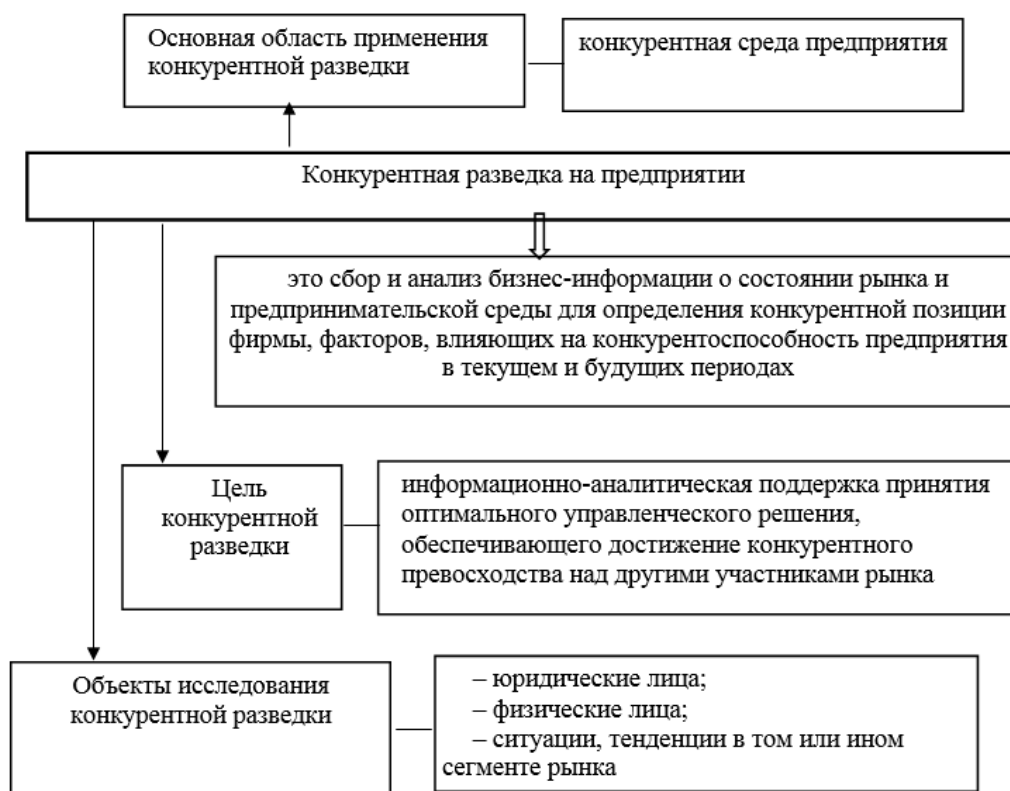 Основная область применения
конкурентной разведки
конкурентная среда предприятия
Конкурентная разведка на предприятии
это сбор и анализ бизнес-информации о состоянии рынка и
предпринимательской среды для определения конкурентной позиции
фирмы, факторов, влияющих на конкурентоспособность предприятия
в текущем и будущих периодах
Цель
конкурентной
разведки
информационно-аналитическая поддержка принятия
оптимального управленческого решения,
обеспечивающего достижение конкурентного
превосходства над другими участниками рынка
Объекты исследования
конкурентной разведки
– юридические лица;
– физические лица;
– ситуации, тенденции в том или ином
сегменте рынка